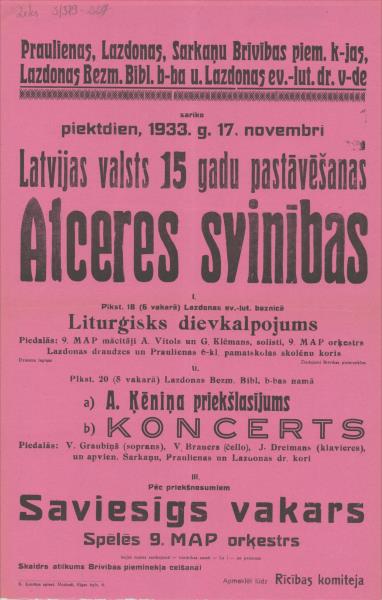 Praulienas, Lazdonas, Sarkaņu Brīvības piem. k-jas,
Lazdonas Bezm. Bibl. b-ba u. Lazdonas ev.-lut. dr. v-de
sarīko
piektdien, 1933. g. 17. novembrī
Latvijas valsts 15 gadu pastāvēšanas
Atceres svinības
I.
Plkst. 18 (6 vakarā) Lazdonas ev.-lut. baznīcā
Liturģisks dievkalpojums
Piedalās: 9. MAP mācītāji A. Vītols un G. Klēmans, solisti, 9. MAP orķestrs
Lazdonas draudzes un Praulienas 6-kl. pamatskolas skolēnu koris
II.
Plkst. 20 (8 vakarā) Lazdonas Bezm. Bibl. b-bas namā
a) A. Ķēniņa priekšlasījums
b) KONCERTS
Piedalās: V. Graubiņš (soprans), V. Brauers (čello), J. Dreimans (klavieres),
un apvien. Sarkaņu, Praulienas un Lazdonas dr. kori
III.
Pēc priekšnesumiem
Saviesīgs vakars
Spēlēs 9. MAP orķestrs
Skaidrs atlikums Brīvības pieminekļa celšanai
Apmeklēt lūdz Rīcības komiteja